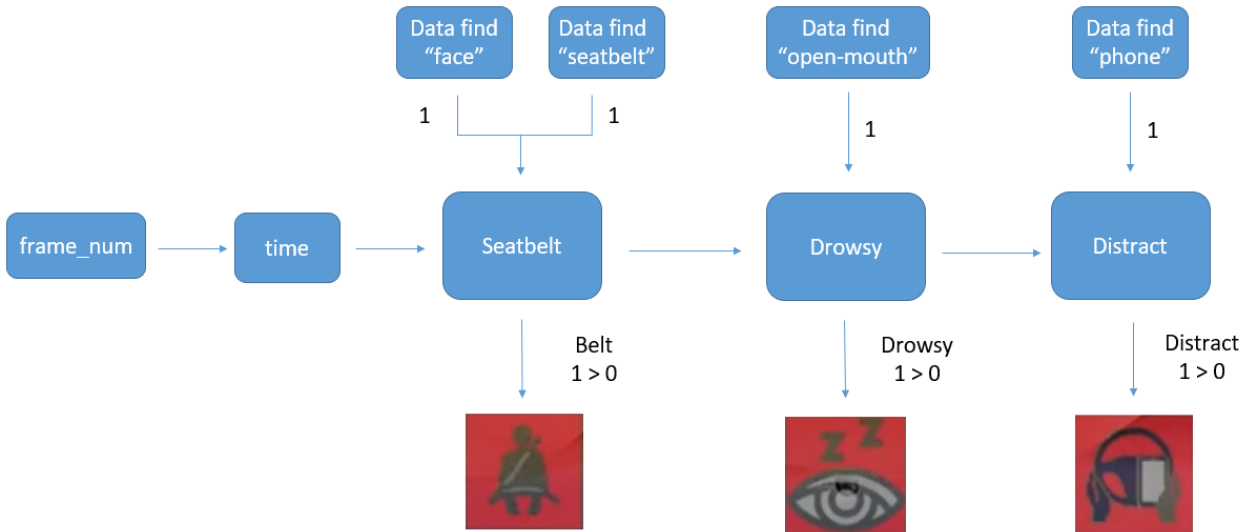 Data find
“face”
Data find
“seatbelt”
Data find
“open-mouth”
Data find
“phone”
1
1
1
1
frame_num
time
Seatbelt
Drowsy
Distract
Belt
1 > 0
Drowsy
1 > 0
Distract
1 > 0
Z
Z